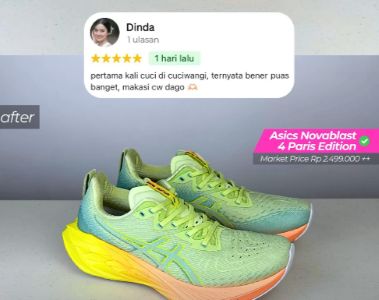 Dinda
1 ulasan
1 hari lalu
pertama kali cuci di cuciwangi, ternyata bener puas
banget, makasi cw dago 🫶🏻
after
Asics Novablast
4 Paris Edition
Market Price Rp 2.499.000 ++